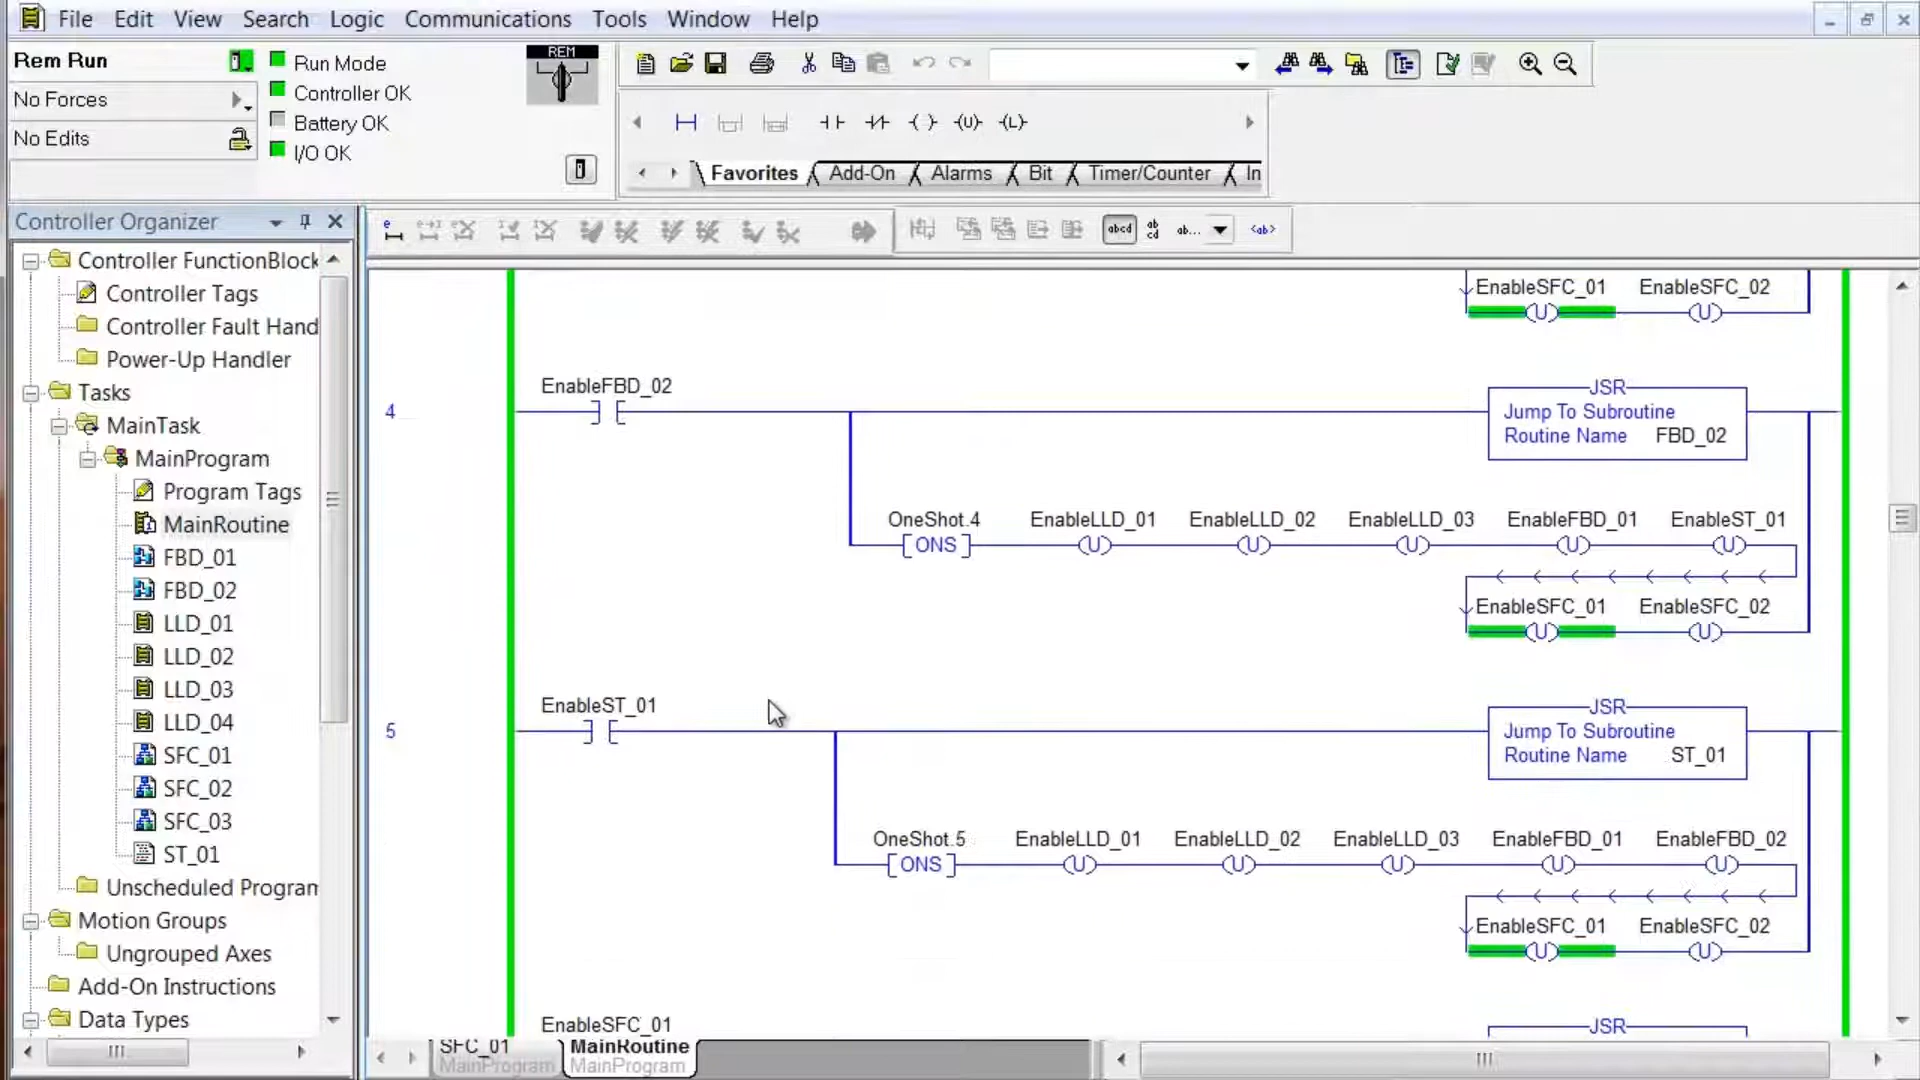 File Edit View Search Logic Communications Tools Window Help
Rem Run
No Forces
No Edits
Run Mode
Controller OK
Battery OK
I/O OK
REM
Favorites Add-On Alarms Bit Timer/Counter In
Controller Organizer
abcd
ab
cd
ab...
<ab>
Controller FunctionBlock
Controller Tags
Controller Fault Hand
Power-Up Handler
Tasks
MainTask
MainProgram
Program Tags
MainRoutine
FBD_01
FBD_02
LLD_01
LLD_02
LLD_03
LLD_04
SFC_01
SFC_02
SFC_03
ST_01
Unscheduled Program
Motion Groups
Ungrouped Axes
Add-On Instructions
Data Types
EnableSFC_01 EnableSFC_02
U
4
EnableFBD_02
JSR
Jump To Subroutine
Routine Name FBD_02
OneShot.4 EnableLLD_01 EnableLLD_02 EnableLLD_03 EnableFBD_01 EnableST_01
ONS U U U U U
EnableSFC_01 EnableSFC_02
U U
5
EnableST_01
JSR
Jump To Subroutine
Routine Name ST_01
OneShot.5 EnableLLD_01 EnableLLD_02 EnableLLD_03 EnableFBD_01 EnableFBD_02
ONS U U U U U
EnableSFC_01 EnableSFC_02
U U
EnableSFC_01
JSR
SFC_01
MainProgram
MainRoutine
MainProgram